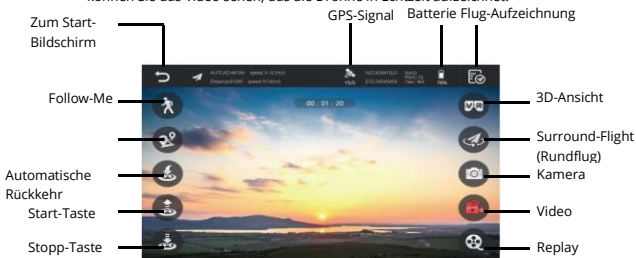 können Sie das Video sehen, das die Drohne in Echtzeit aufzeichnet.
GPS-Signal Batterie Flug-Aufzeichnung
Zum Start-
Bildschirm
00 : 01 : 20
VR
Follow-Me
3D-Ansicht
Surround-Flight
(Rundflug)
Automatische
Rückkehr
Kamera
Start-Taste
Video
Stopp-Taste
Replay